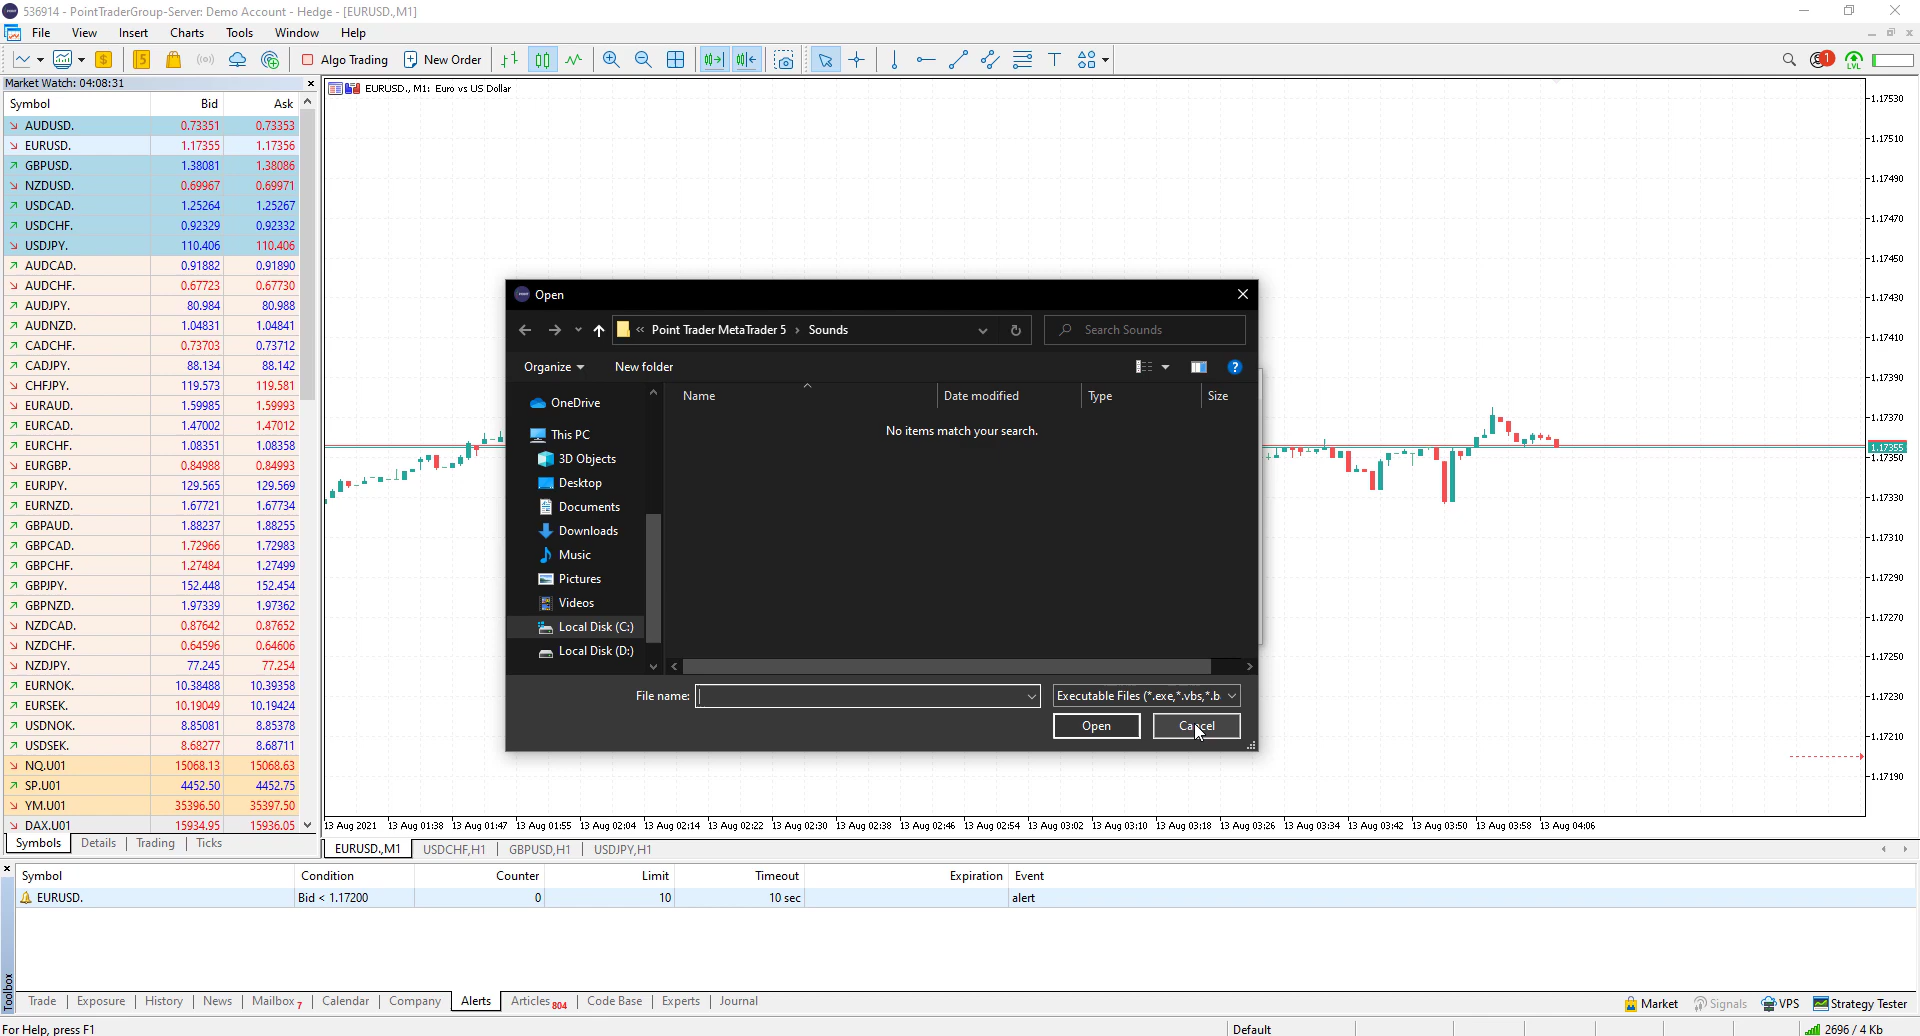 536914 - PointTraderGroup-Server: Demo Account - Hedge - [EURUSD.,M1]
File View Insert Charts Tools Window Help
Algo Trading New Order 1 LVL
Market Watch: 04:08:31
Symbol Bid Ask
AUDUSD. 0.73351 0.73353
EURUSD. 1.17355 1.17356
GBPUSD. 1.38081 1.38086
NZDUSD. 0.69967 0.69971
USDCAD. 1.25264 1.25267
USDCHF. 0.92329 0.92332
USDJPY. 110.406 110.406
AUDCAD. 0.91882 0.91890
AUDCHF. 0.67723 0.67730
AUDJPY. 80.984 80.988
AUDNZD. 1.04831 1.04841
CADCHF. 0.73703 0.73712
CADJPY. 88.134 88.142
CHFJPY. 119.573 119.581
EURAUD. 1.59985 1.59993
EURCAD. 1.47002 1.47012
EURCHF. 1.08351 1.08358
EURGBP. 0.84988 0.84993
EURJPY. 129.565 129.569
EURNZD. 1.67721 1.67734
GBPAUD. 1.88237 1.88255
GBPCAD. 1.72966 1.72983
GBPCHF. 1.27484 1.27499
GBPJPY. 152.448 152.454
GBPNZD. 1.97339 1.97362
NZDCAD. 0.87642 0.87652
NZDCHF. 0.64596 0.64606
NZDJPY. 77.245 77.254
EURNOK. 10.38488 10.39358
EURSEK. 10.19049 10.19424
USDNOK. 8.85081 8.85378
USDSEK. 8.68277 8.68711
NQ.U01 15068.13 15068.63
SP.U01 4452.50 4452.75
YM.U01 35396.50 35397.50
DAX.U01 15934.95 15936.05
Symbols Details Trading Ticks
EURUSD., M1: Euro vs US Dollar
1.17530
1.17510
1.17490
1.17470
1.17450
1.17430
1.17410
1.17390
1.17370
1.17355
1.17350
1.17330
1.17310
1.17290
1.17270
1.17250
1.17230
1.17210
1.17190
Open
« Point Trader MetaTrader 5 › Sounds Search Sounds
Organize New folder
Name Date modified Type Size
No items match your search.
OneDrive
This PC
3D Objects
Desktop
Documents
Downloads
Music
Pictures
Videos
Local Disk (C:)
Local Disk (D:)
File name: Executable Files (*.exe,*.vbs,*.b
Open Cancel
13 Aug 2021 13 Aug 01:38 13 Aug 01:47 13 Aug 01:55 13 Aug 02:04 13 Aug 02:14 13 Aug 02:22 13 Aug 02:30 13 Aug 02:38 13 Aug 02:46 13 Aug 02:54 13 Aug 03:02 13 Aug 03:10 13 Aug 03:18 13 Aug 03:26 13 Aug 03:34 13 Aug 03:42 13 Aug 03:50 13 Aug 03:58 13 Aug 04:06
EURUSD.,M1 USDCHF,H1 GBPUSD,H1 USDJPY,H1
Symbol Condition Counter Limit Timeout Expiration Event
EURUSD. Bid < 1.17200 0 10 10 sec alert
Toolbox
Trade Exposure History News Mailbox 7 Calendar Company Alerts Articles 804 Code Base Experts Journal Market Signals VPS Strategy Tester
For Help, press F1 Default 2696 / 4 Kb